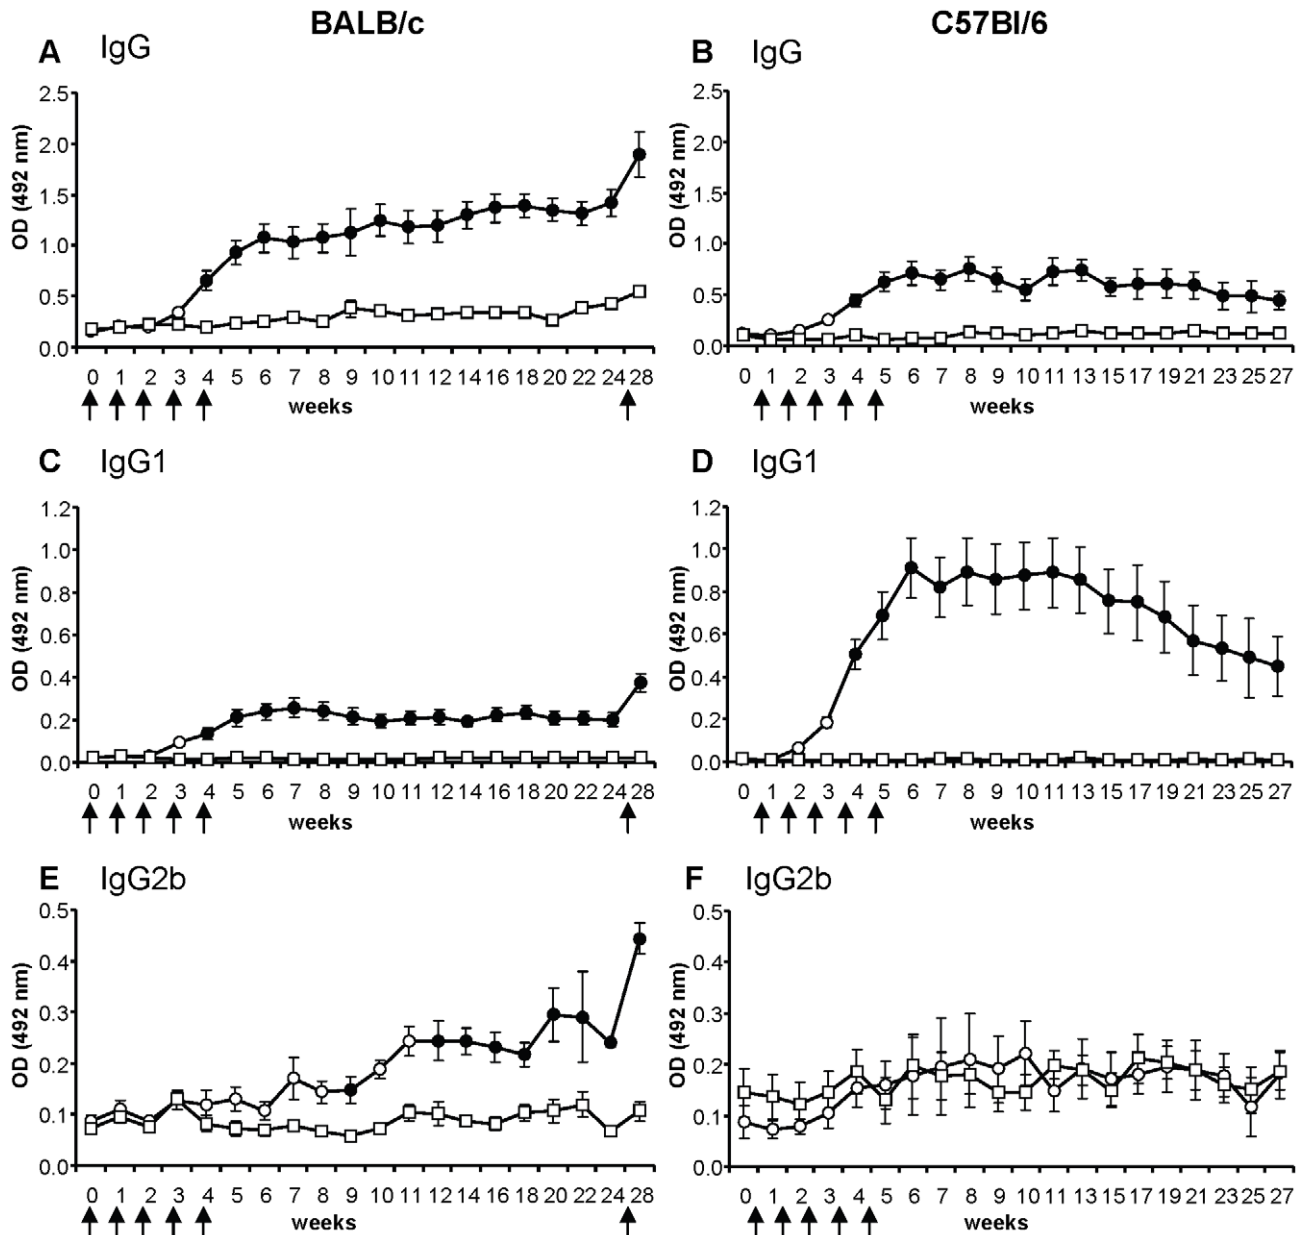 BALB/c
C57Bl/6
A IgG
2.5
2.0
1.5
1.0
0.5
0.0
OD (492 nm)
0 1 2 3 4 5 6 7 8 9 10 11 12 14 16 18 20 22 24 28
weeks
B IgG
2.5
2.0
1.5
1.0
0.5
0.0
OD (492 nm)
0 1 2 3 4 5 6 7 8 9 10 11 13 15 17 19 21 23 25 27
weeks
C IgG1
1.2
1.0
0.8
0.6
0.4
0.2
0.0
OD (492 nm)
0 1 2 3 4 5 6 7 8 9 10 11 12 14 16 18 20 22 24 28
weeks
D IgG1
1.2
1.0
0.8
0.6
0.4
0.2
0.0
OD (492 nm)
0 1 2 3 4 5 6 7 8 9 10 11 13 15 17 19 21 23 25 27
weeks
E IgG2b
0.5
0.4
0.3
0.2
0.1
0.0
OD (492 nm)
0 1 2 3 4 5 6 7 8 9 10 11 12 14 16 18 20 22 24 28
weeks
F IgG2b
0.5
0.4
0.3
0.2
0.1
0.0
OD (492 nm)
0 1 2 3 4 5 6 7 8 9 10 11 13 15 17 19 21 23 25 27
weeks